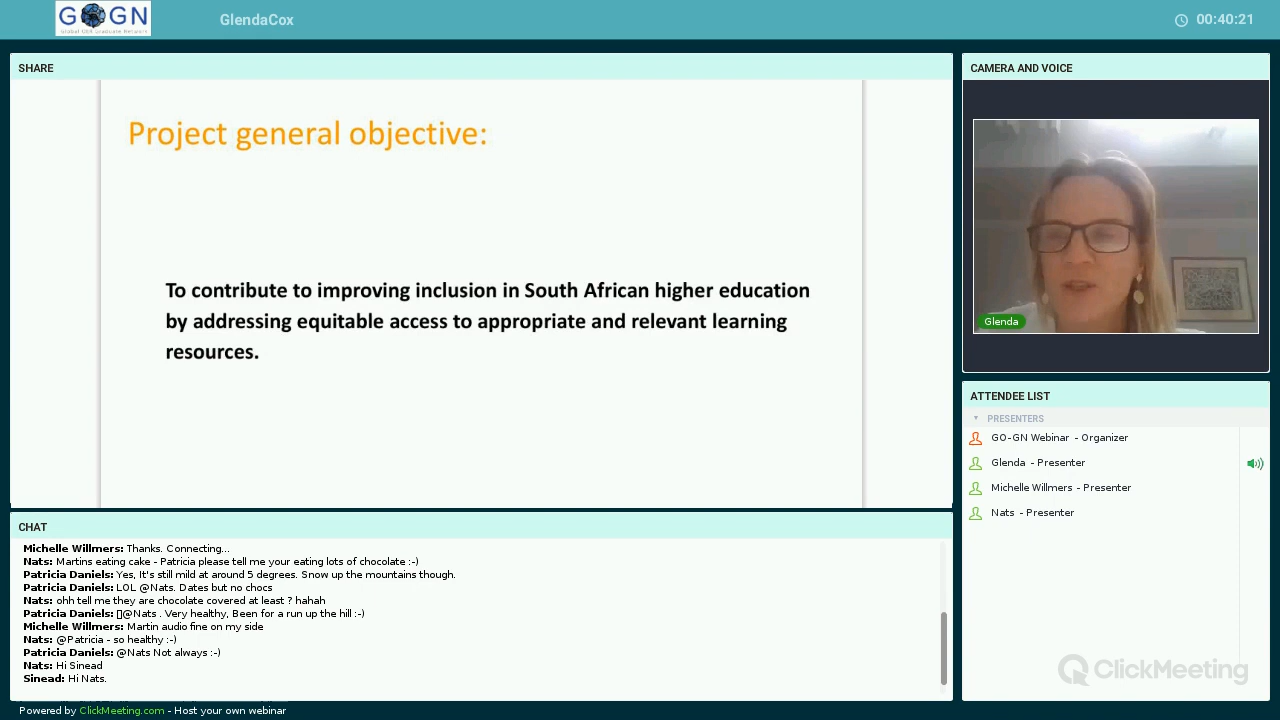 GOGN
Global OER Graduate Network
GlendaCox
00:40:21
SHARE
Project general objective:
To contribute to improving inclusion in South African higher education
by addressing equitable access to appropriate and relevant learning
resources.
CAMERA AND VOICE
Glenda
ATTENDEE LIST
PRESENTERS
GO-GN Webinar - Organizer
Glenda - Presenter
Michelle Willmers - Presenter
Nats - Presenter
ClickMeeting
CHAT
Michelle Willmers: Thanks. Connecting...
Nats: Martins eating cake - Patricia please tell me your eating lots of chocolate :-)
Patricia Daniels: Yes, It's still mild at around 5 degrees. Snow up the mountains though.
Patricia Daniels: LOL @Nats. Dates but no chocs
Nats: ohh tell me they are chocolate covered at least ? hahah
Patricia Daniels: @Nats . Very healthy, Been for a run up the hill :-)
Michelle Willmers: Martin audio fine on my side
Nats: @Patricia - so healthy :-)
Patricia Daniels: @Nats Not always :-)
Nats: Hi Sinead
Sinead: Hi Nats.
Powered by ClickMeeting.com - Host your own webinar